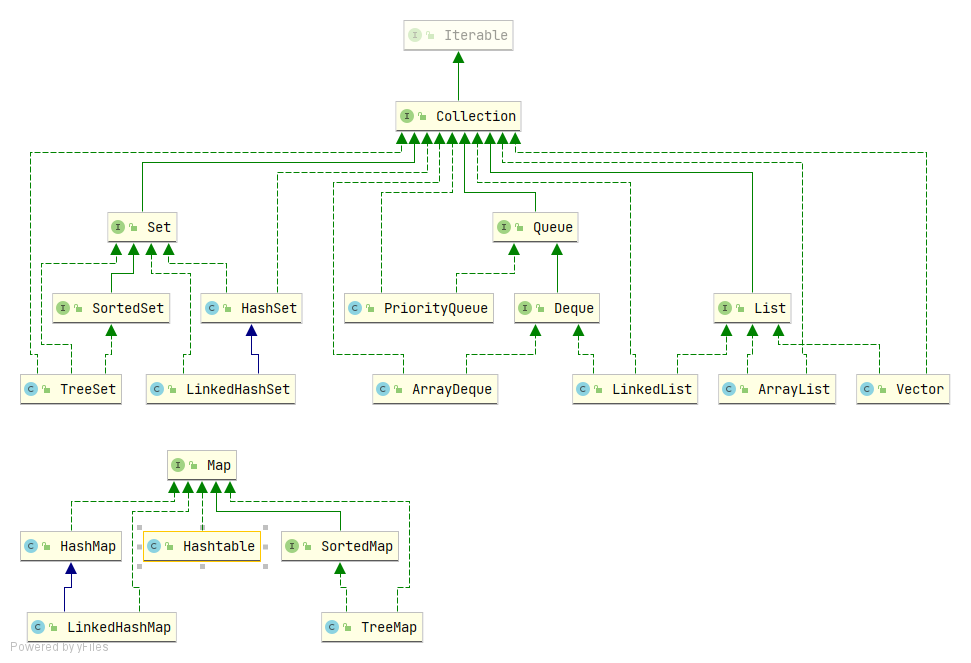 Iterable
Collection
Set
Queue
SortedSet
HashSet
PriorityQueue
Deque
List
TreeSet
LinkedHashSet
ArrayDeque
LinkedList
ArrayList
Vector
Map
HashMap
Hashtable
SortedMap
LinkedHashMap
TreeMap
Powered by yFiles